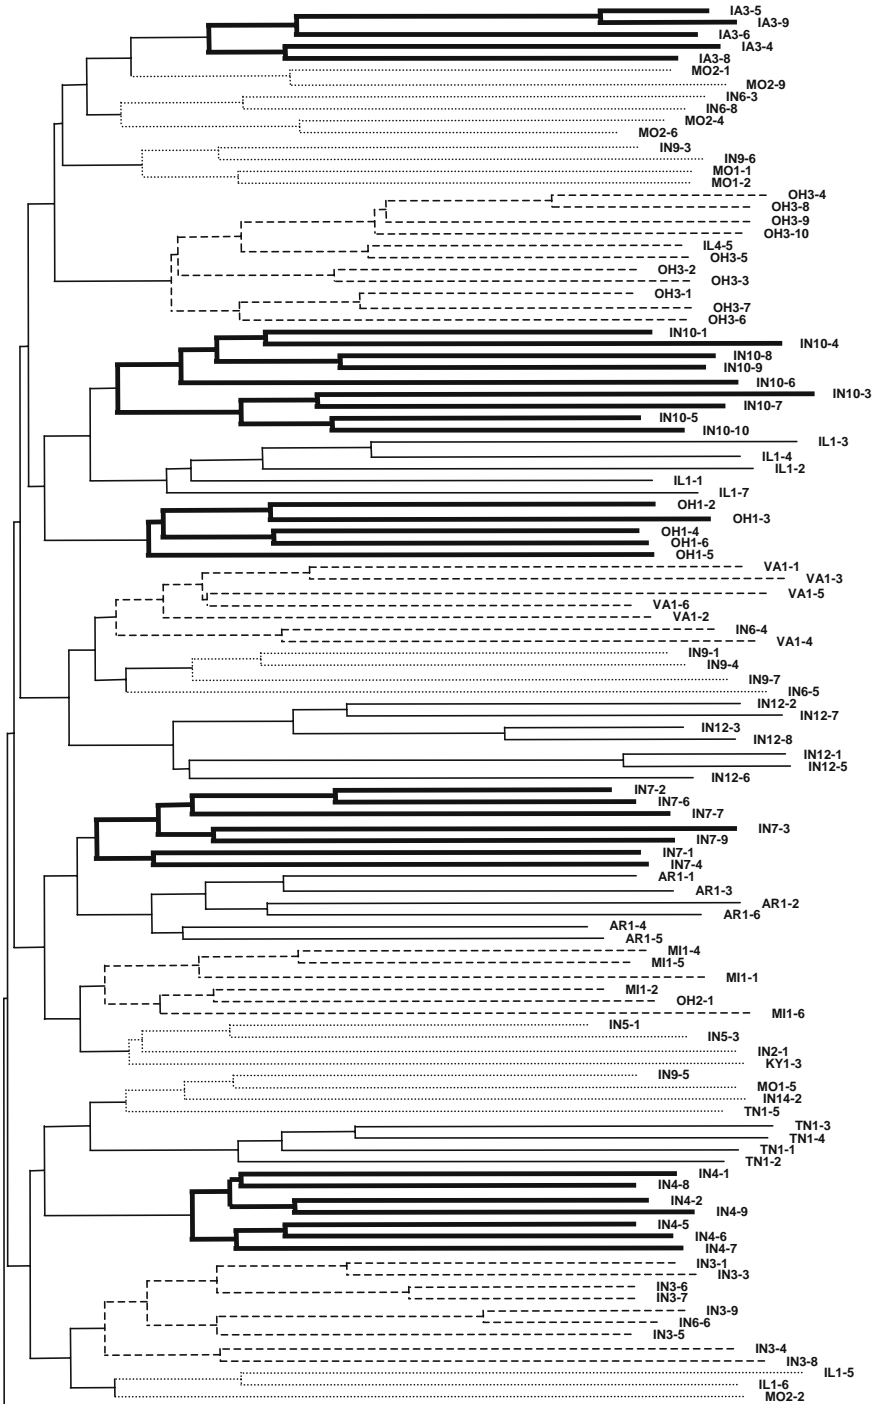 IA3-5
IA3-9
IA3-6
IA3-4
IA3-8
MO2-1
MO2-9
IN6-3
IN6-8
MO2-4
MO2-6
IN9-3
IN9-6
MO1-1
MO1-2
OH3-4
OH3-8
OH3-9
OH3-10
IL4-5
OH3-5
OH3-2
OH3-3
OH3-1
OH3-7
OH3-6
IN10-1
IN10-4
IN10-8
IN10-9
IN10-6
IN10-3
IN10-7
IN10-5
IN10-10
IL1-3
IL1-4
IL1-2
IL1-1
IL1-7
OH1-2
OH1-3
OH1-4
OH1-6
OH1-5
VA1-1
VA1-3
VA1-5
VA1-6
VA1-2
IN6-4
VA1-4
IN9-1
IN9-4
IN9-7
IN6-5
IN12-2
IN12-7
IN12-3
IN12-8
IN12-1
IN12-5
IN12-6
IN7-2
IN7-6
IN7-7
IN7-3
IN7-9
IN7-1
IN7-4
AR1-1
AR1-3
AR1-2
AR1-6
AR1-4
AR1-5
MI1-4
MI1-5
MI1-1
MI1-2
OH2-1
MI1-6
IN5-1
IN5-3
IN2-1
KY1-3
IN9-5
MO1-5
IN14-2
TN1-5
TN1-3
TN1-4
TN1-1
TN1-2
IN4-1
IN4-8
IN4-2
IN4-9
IN4-5
IN4-6
IN4-7
IN3-1
IN3-3
IN3-6
IN3-7
IN3-9
IN6-6
IN3-5
IN3-4
IN3-8
IL1-5
IL1-6
MO2-2